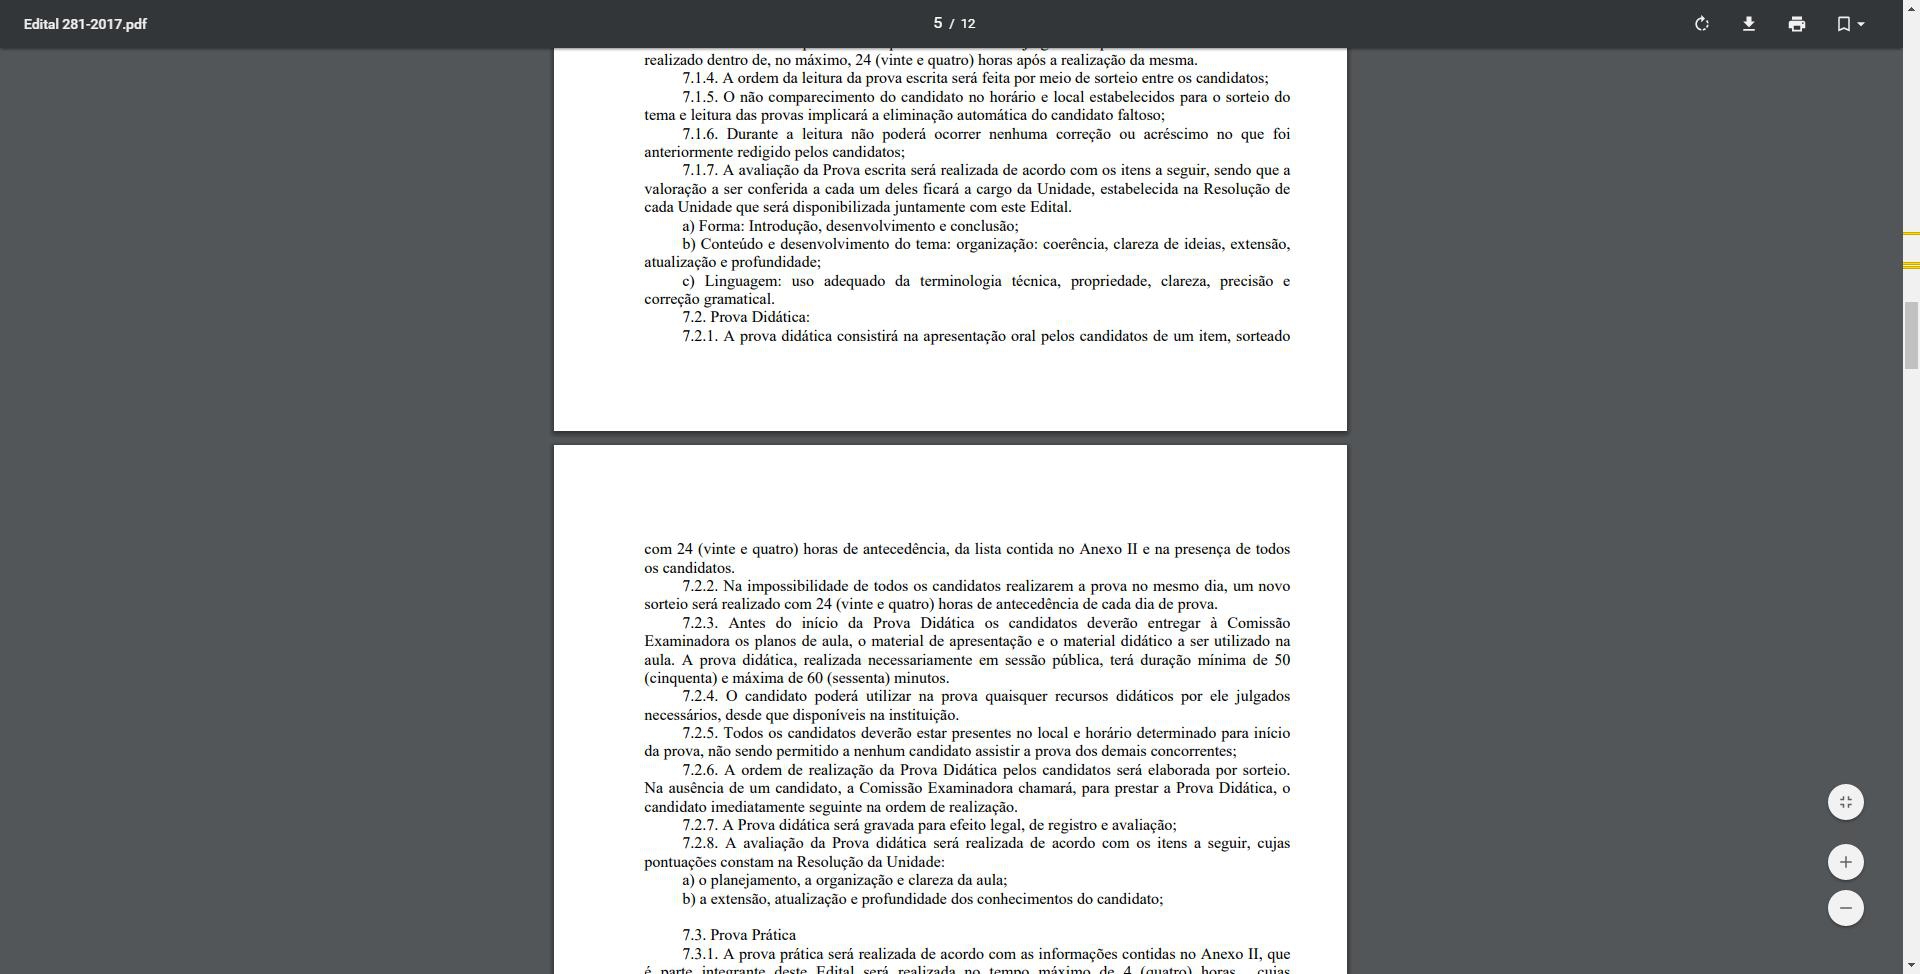 Edital 281-2017.pdf
5 / 12
realizado dentro de, no máximo, 24 (vinte e quatro) horas após a realização da mesma.
7.1.4. A ordem da leitura da prova escrita será feita por meio de sorteio entre os candidatos;
7.1.5. O não comparecimento do candidato no horário e local estabelecidos para o sorteio do
tema e leitura das provas implicará a eliminação automática do candidato faltoso;
7.1.6. Durante a leitura não poderá ocorrer nenhuma correção ou acréscimo no que foi
anteriormente redigido pelos candidatos;
7.1.7. A avaliação da Prova escrita será realizada de acordo com os itens a seguir, sendo que a
valoração a ser conferida a cada um deles ficará a cargo da Unidade, estabelecida na Resolução de
cada Unidade que será disponibilizada juntamente com este Edital.
a) Forma: Introdução, desenvolvimento e conclusão;
b) Conteúdo e desenvolvimento do tema: organização: coerência, clareza de ideias, extensão,
atualização e profundidade;
c) Linguagem: uso adequado da terminologia técnica, propriedade, clareza, precisão e
correção gramatical.
7.2. Prova Didática:
7.2.1. A prova didática consistirá na apresentação oral pelos candidatos de um item, sorteado
com 24 (vinte e quatro) horas de antecedência, da lista contida no Anexo II e na presença de todos
os candidatos.
7.2.2. Na impossibilidade de todos os candidatos realizarem a prova no mesmo dia, um novo
sorteio será realizado com 24 (vinte e quatro) horas de antecedência de cada dia de prova.
7.2.3. Antes do início da Prova Didática os candidatos deverão entregar à Comissão
Examinadora os planos de aula, o material de apresentação e o material didático a ser utilizado na
aula. A prova didática, realizada necessariamente em sessão pública, terá duração mínima de 50
(cinquenta) e máxima de 60 (sessenta) minutos.
7.2.4. O candidato poderá utilizar na prova quaisquer recursos didáticos por ele julgados
necessários, desde que disponíveis na instituição.
7.2.5. Todos os candidatos deverão estar presentes no local e horário determinado para início
da prova, não sendo permitido a nenhum candidato assistir a prova dos demais concorrentes;
7.2.6. A ordem de realização da Prova Didática pelos candidatos será elaborada por sorteio.
Na ausência de um candidato, a Comissão Examinadora chamará, para prestar a Prova Didática, o
candidato imediatamente seguinte na ordem de realização.
7.2.7. A Prova didática será gravada para efeito legal, de registro e avaliação;
7.2.8. A avaliação da Prova didática será realizada de acordo com os itens a seguir, cujas
pontuações constam na Resolução da Unidade:
a) o planejamento, a organização e clareza da aula;
b) a extensão, atualização e profundidade dos conhecimentos do candidato;
7.3. Prova Prática
7.3.1. A prova prática será realizada de acordo com as informações contidas no Anexo II, que
é parte integrante deste Edital será realizada no tempo máximo de 4 (quatro) horas, cujas